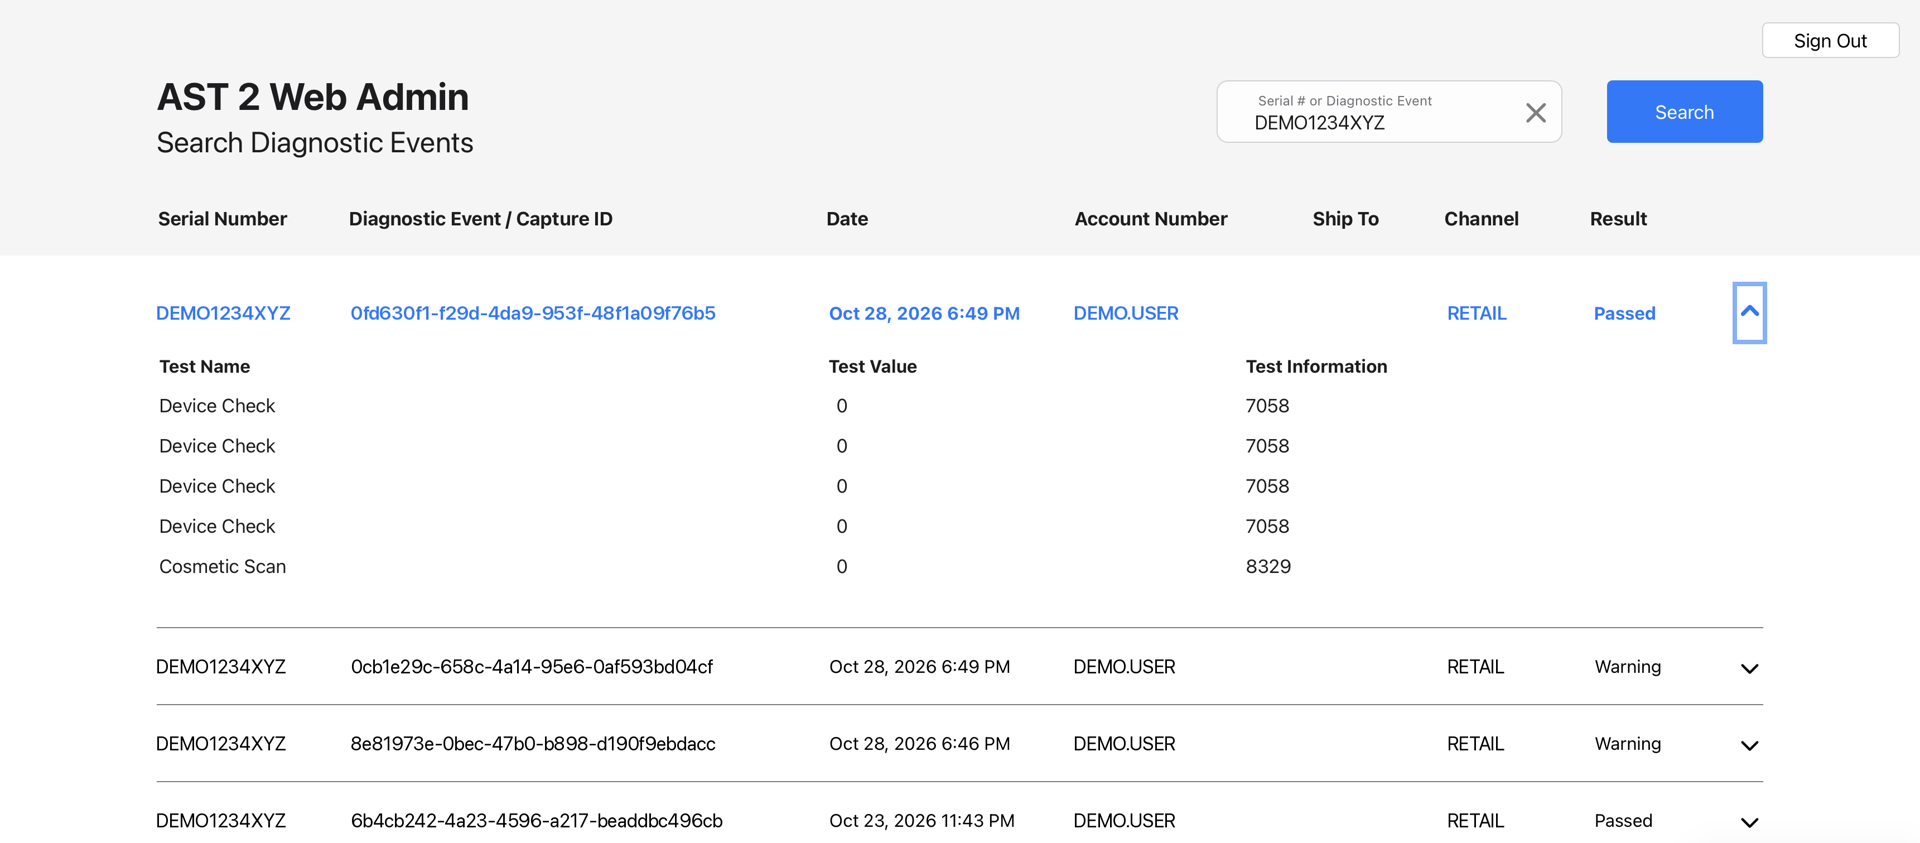 Sign Out
AST 2 Web Admin
Search Diagnostic Events
Serial # or Diagnostic Event
DEMO1234XYZ
Search
Serial Number Diagnostic Event / Capture ID Date Account Number Ship To Channel Result
DEMO1234XYZ 0fd630f1-f29d-4da9-953f-48f1a09f76b5 Oct 28, 2026 6:49 PM DEMO.USER RETAIL Passed
Test Name Test Value Test Information
Device Check 0 7058
Device Check 0 7058
Device Check 0 7058
Device Check 0 7058
Cosmetic Scan 0 8329
DEMO1234XYZ 0cb1e29c-658c-4a14-95e6-0af593bd04cf Oct 28, 2026 6:49 PM DEMO.USER RETAIL Warning
DEMO1234XYZ 8e81973e-0bec-47b0-b898-d190f9ebdacc Oct 28, 2026 6:46 PM DEMO.USER RETAIL Warning
DEMO1234XYZ 6b4cb242-4a23-4596-a217-beaddbc496cb Oct 23, 2026 11:43 PM DEMO.USER RETAIL Passed